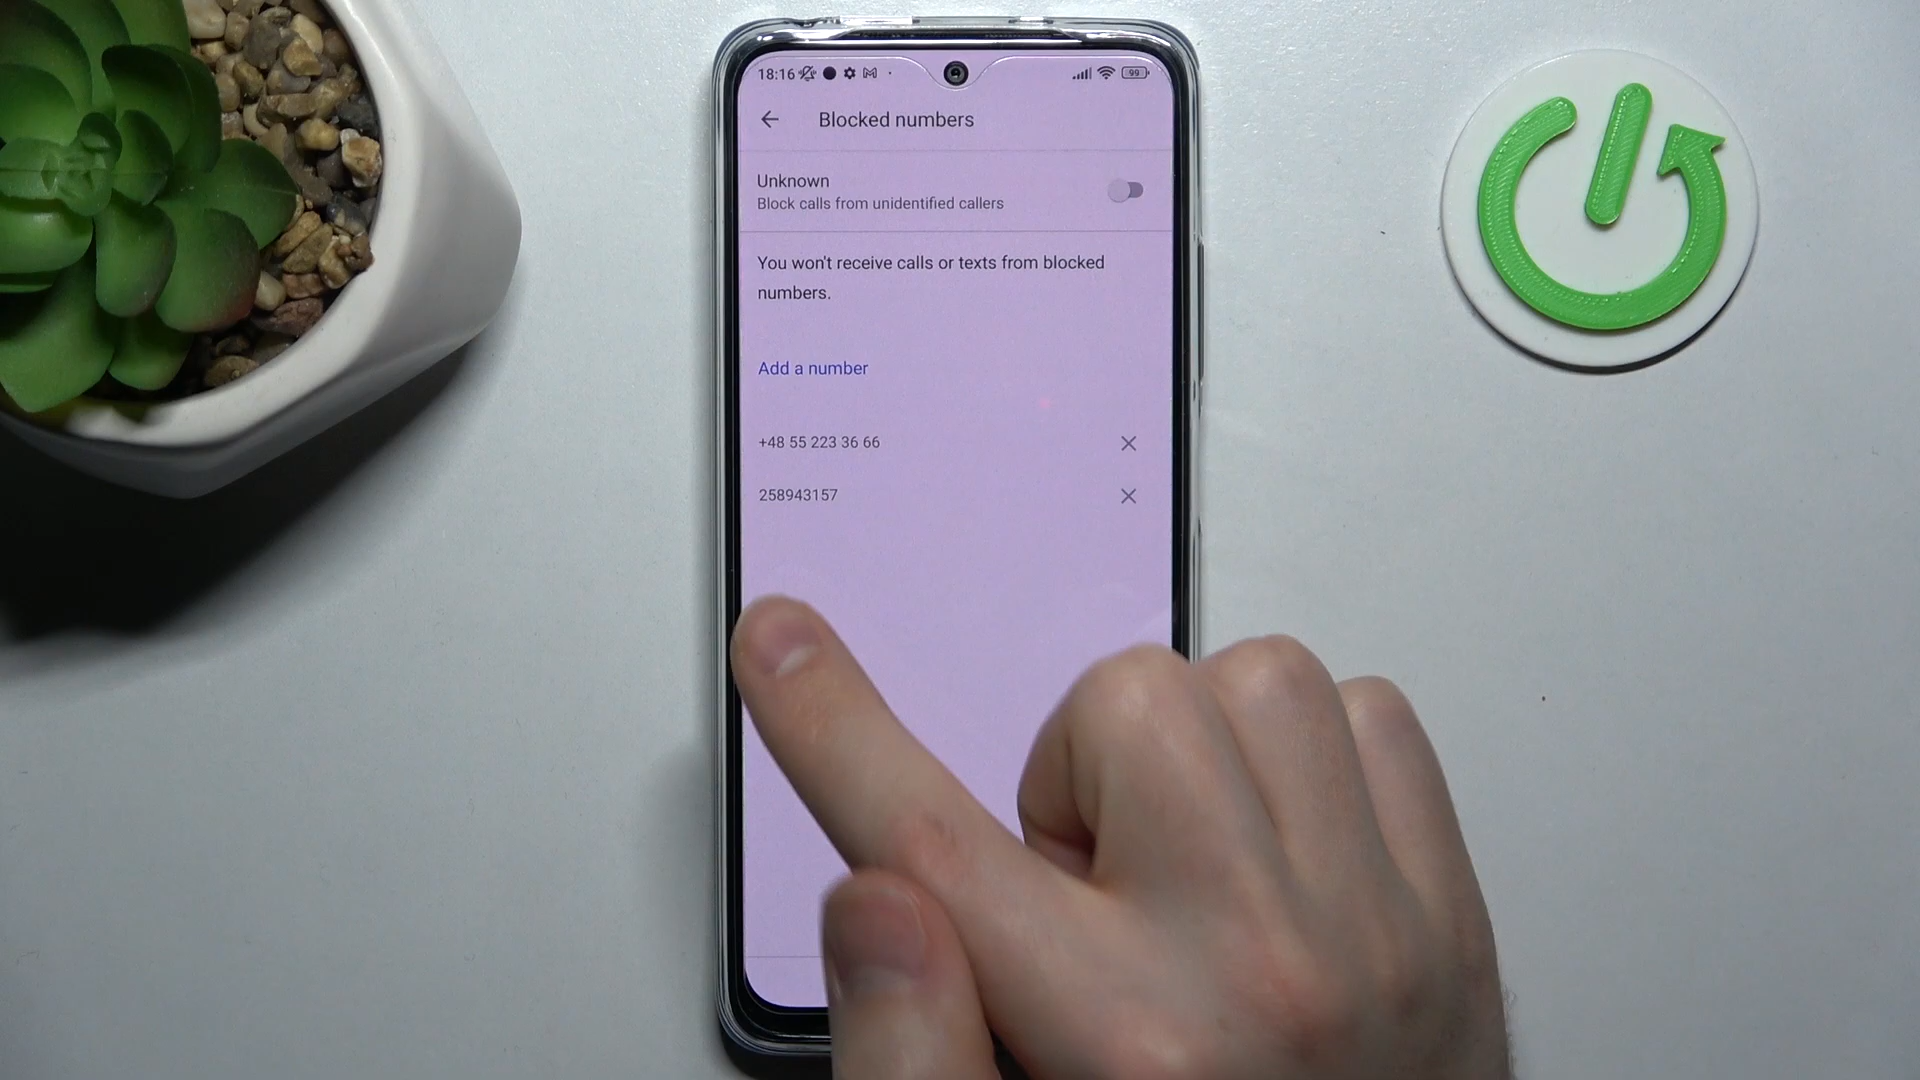 18:16
99
Blocked numbers
Unknown
Block calls from unidentified callers
You won't receive calls or texts from blocked
numbers.
Add a number
+48 55 223 36 66
258943157